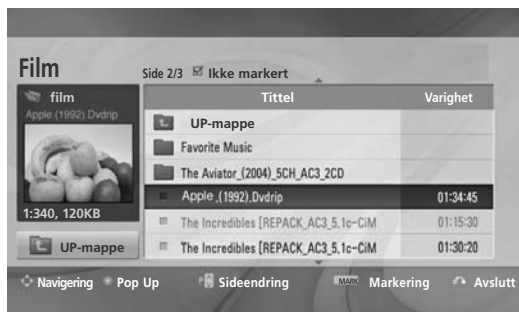 Film
Side 2/3 Ikke markert
film
Apple.(1992).Dvdrip
1:340, 120KB
UP-mappe
Tittel Varighet
UP-mappe
Favorite Music
The Aviator_(2004)_5CH_AC3_2CD
Apple_.(1992).Dvdrip 01:34:45
The Incredibles [REPACK_AC3_5.1c-CiM 01:15:30
The Incredibles [REPACK_AC3_5.1c-CiM 01:30:20
Navigering Pop Up P Sideendring MARK Markering Avslutt